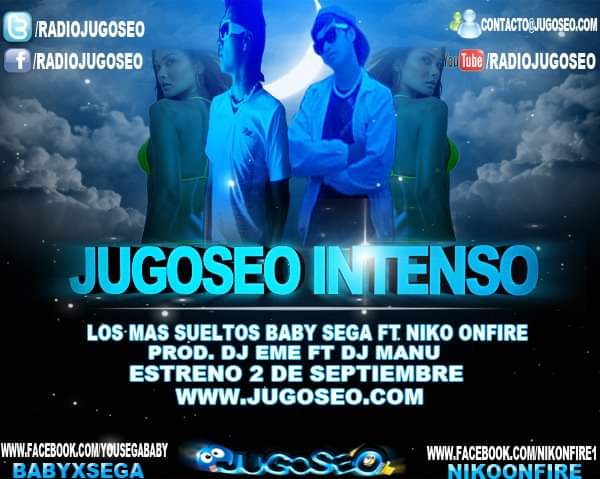 /RADIOJUGOSEO
CONTACTO@JUGOSEO.COM
/RADIOJUGOSEO
You Tube /RADIOJUGOSEO
JUGOSEO INTENSO
LOS MAS SUELTOS BABY SEGA FT. NIKO ONFIRE
PROD. DJ EME FT DJ MANU
ESTRENO 2 DE SEPTIEMBRE
WWW.JUGOSEO.COM
WWW.FACEBOOK.COM/YOUSEGABABY
BABYXSEGA
JUGOSEO
WWW.FACEBOOK.COM/NIKONFIRE1
NIKOONFIRE